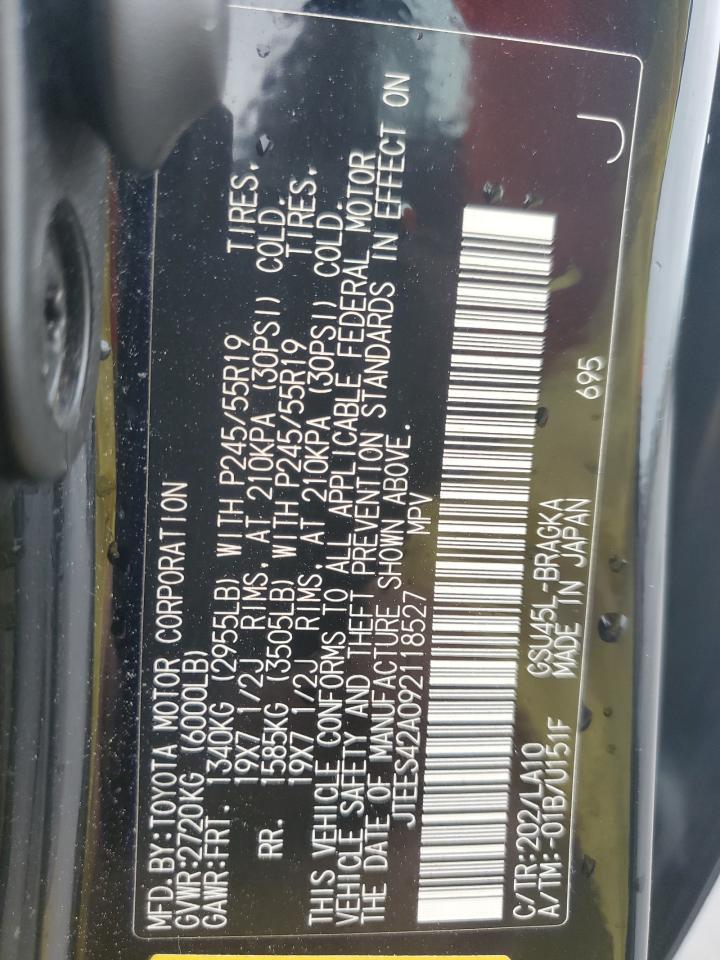 MFD. BY:TOYOTA MOTOR CORPORATION
GVWR:2720KG (6000LB)
GAWR:FRT. 1340KG (2955LB) WITH P245/55R19 TIRES,
19X7 1/2J RIMS, AT 210KPA (30PSI) COLD.
RR. 1585KG (3505LB) WITH P245/55R19 TIRES,
19X7 1/2J RIMS, AT 210KPA (30PSI) COLD.
THIS VEHICLE CONFORMS TO ALL APPLICABLE FEDERAL MOTOR
VEHICLE SAFETY AND THEFT PREVENTION STANDARDS IN EFFECT ON
THE DATE OF MANUFACTURE SHOWN ABOVE.
JTEES42A092118527 MPV
C/TR:202/LA10 GSU45L-BRAGKA 695
A/TM:-01B/U151F MADE IN JAPAN J